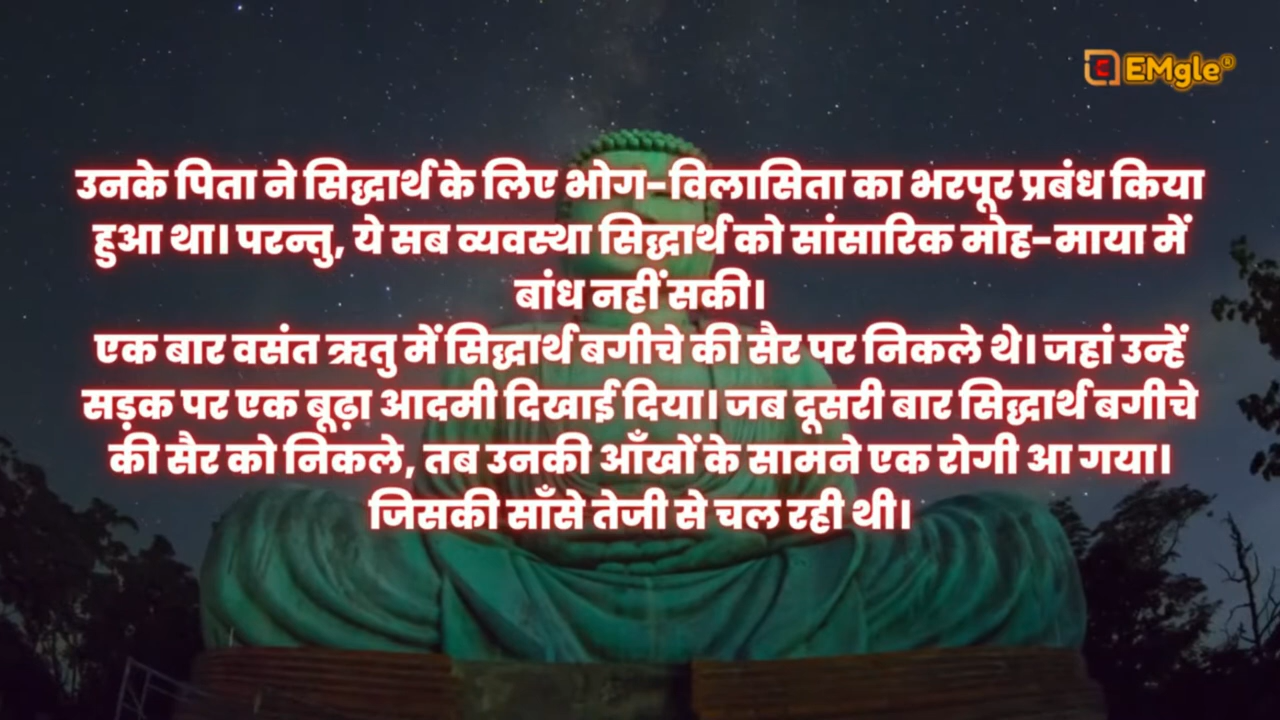 EMgle®
उनके पिता ने सिद्धार्थ के लिए भोग-विलासिता का भरपूर प्रबंध किया
हुआ था। परन्तु, ये सब व्यवस्था सिद्धार्थ को सांसारिक मोह-माया में
बांध नहीं सकी।
एक बार वसंत ऋतु में सिद्धार्थ बगीचे की सैर पर निकले थे। जहां उन्हें
सड़क पर एक बूढ़ा आदमी दिखाई दिया। जब दूसरी बार सिद्धार्थ बगीचे
की सैर को निकले, तब उनकी आँखों के सामने एक रोगी आ गया।
जिसकी साँसे तेजी से चल रही थी।